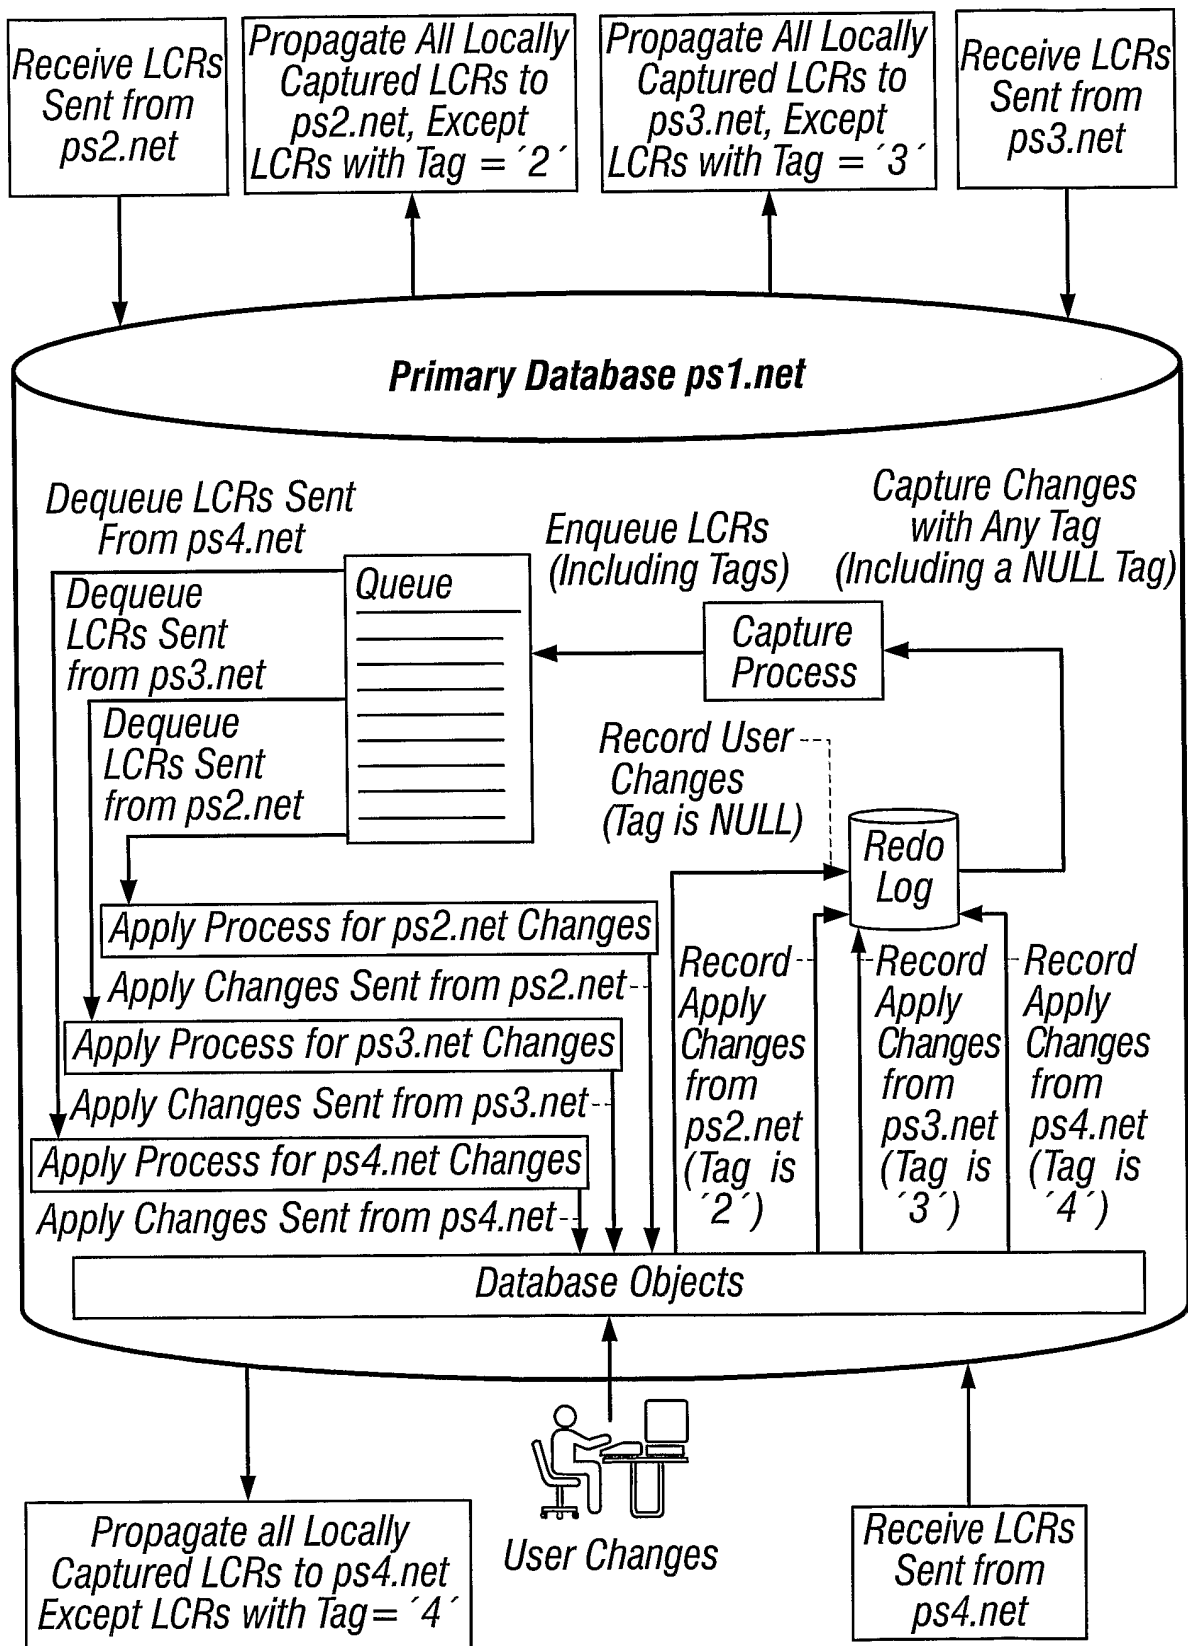 Receive LCRs
Sent from
ps2.net
Propagate All Locally
Captured LCRs to
ps2.net, Except
LCRs with Tag = ´2´
Propagate All Locally
Captured LCRs to
ps3.net, Except
LCRs with Tag = ´3´
Receive LCRs
Sent from
ps3.net
Primary Database ps1.net
Dequeue LCRs Sent
From ps4.net
Dequeue
LCRs Sent
from ps3.net
Dequeue
LCRs Sent
from ps2.net
Queue
Enqueue LCRs
(Including Tags)
Capture Changes
with Any Tag
(Including a NULL Tag)
Capture
Process
Record User
Changes
(Tag is NULL)
Redo
Log
Apply Process for ps2.net Changes
Apply Changes Sent from ps2.net
Apply Process for ps3.net Changes
Apply Changes Sent from ps3.net
Apply Process for ps4.net Changes
Apply Changes Sent from ps4.net
Record
Apply
Changes
from
ps2.net
(Tag is
´2´)
Record
Apply
Changes
from
ps3.net
(Tag is
´3´)
Record
Apply
Changes
from
ps4.net
(Tag is
´4´)
Database Objects
Propagate all Locally
Captured LCRs to ps4.net
Except LCRs with Tag= ´4´
User Changes
Receive LCRs
Sent from
ps4.net